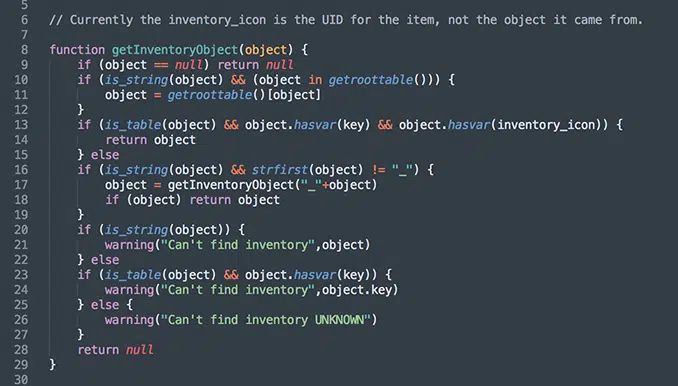 5
6 // Currently the inventory_icon is the UID for the item, not the object it came from.
7
8 function getInventoryObject(object) {
9     if (object == null) return null
10     if (is_string(object) && (object in getroottable())) {
11         object = getroottable()[object]
12     }
13     if (is_table(object) && object.hasvar(key) && object.hasvar(inventory_icon)) {
14         return object
15     } else
16     if (is_string(object) && strfirst(object) != "_") {
17         object = getInventoryObject("_"+object)
18         if (object) return object
19     }
20     if (is_string(object)) {
21         warning("Can't find inventory",object)
22     } else
23     if (is_table(object) && object.hasvar(key)) {
24         warning("Can't find inventory",object.key)
25     } else {
26         warning("Can't find inventory UNKNOWN")
27     }
28     return null
29 }
30